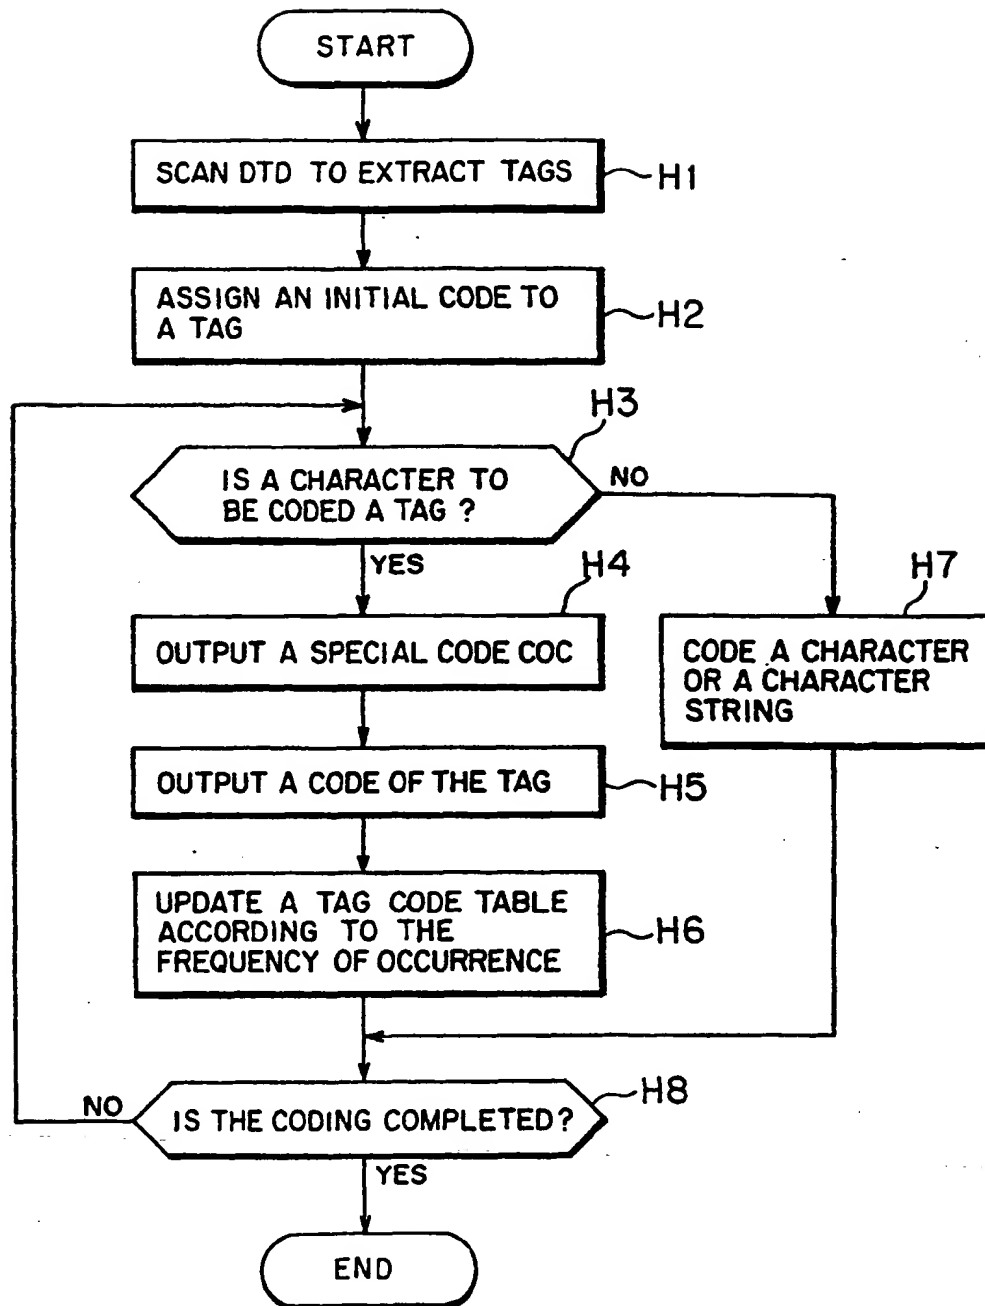 START
SCAN DTD TO EXTRACT TAGS
H1
ASSIGN AN INITIAL CODE TO
A TAG
H2
H3
IS A CHARACTER TO
BE CODED A TAG ?
NO
YES
H4
H7
OUTPUT A SPECIAL CODE COC
CODE A CHARACTER
OR A CHARACTER
STRING
OUTPUT A CODE OF THE TAG
H5
UPDATE A TAG CODE TABLE
ACCORDING TO THE
FREQUENCY OF OCCURRENCE
H6
H8
NO
IS THE CODING COMPLETED?
YES
END